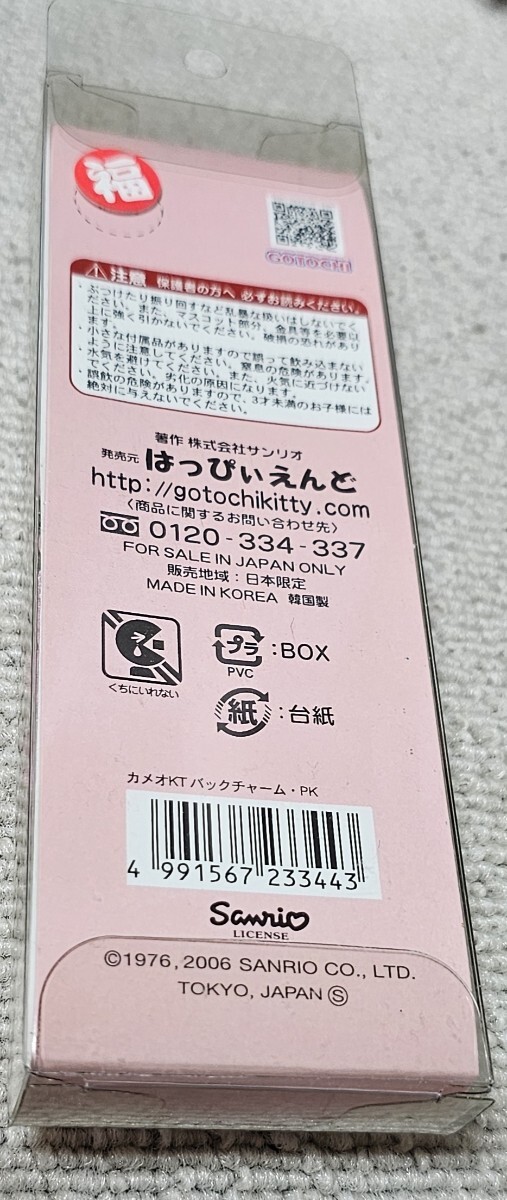 福
GOTOCHI
注意 保護者の方へ 必ずお読みください。
・ぶつけたり振り回すなど乱暴な扱いはしないでく
ださい。また、マスコット部分、金具等を必要以
上に強く引かないでください。破損の恐れがあり
ます。
・小さな付属品がありますので誤って飲み込まない
ように注意してください。窒息の危険があります。
・水気を避けてください。また、火気に近づけない
でください。劣化の原因になります。
・誤飲の危険がありますので、3才未満のお子様には
絶対に与えないでください。
著作 株式会社サンリオ
発売元 はっぴぃえんど
http://gotochikitty.com
〈商品に関するお問い合わせ先〉
0120-334-337
FOR SALE IN JAPAN ONLY
販売地域:日本限定
MADE IN KOREA 韓国製
くちにいれない
プラ :BOX
PVC
紙 :台紙
カメオKT バックチャーム・PK
4 991567 233443
Sanrio
LICENSE
©1976, 2006 SANRIO CO., LTD.
TOKYO, JAPAN Ⓢ